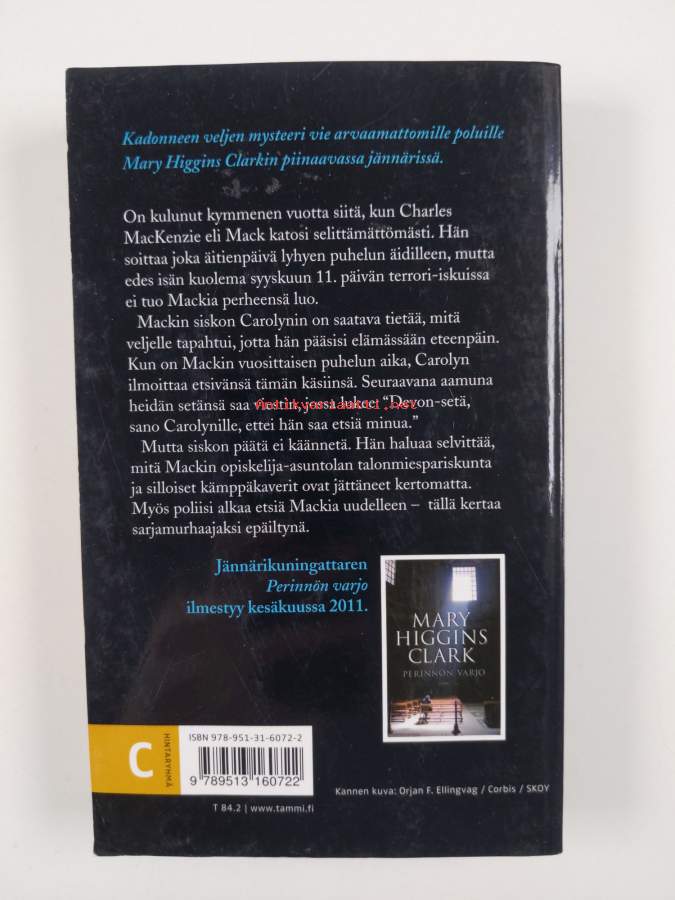 Kadonneen veljen mysteeri vie arvaamattomille poluille
Mary Higgins Clarkin piinaavassa jännärissä.
On kulunut kymmenen vuotta siitä, kun Charles
MacKenzie eli Mack katosi selittämättömästi. Hän
soittaa joka äitienpäivä lyhyen puhelun äidilleen, mutta
edes isän kuolema syyskuun 11. päivän terrori-iskuissa
ei tuo Mackia perheensä luo.
Mackin siskon Carolynin on saatava tietää, mitä
veljelle tapahtui, jotta hän pääsisi elämässään eteenpäin.
Kun on Mackin vuosittaisen puhelun aika, Carolyn
ilmoittaa etsivänsä tämän käsiinsä. Seuraavana aamuna
heidän setänsä saa viestin, jossa lukee: “Devon-setä,
sano Carolynille, ettei hän saa etsiä minua.”
Mutta siskon päätä ei käännetä. Hän haluaa selvittää,
mitä Mackin opiskelija-asuntolan talonmiespariskunta
ja silloiset kämppäkaverit ovat jättäneet kertomatta.
Myös poliisi alkaa etsiä Mackia uudelleen – tällä kertaa
sarjamurhaajaksi epäiltynä.
Jännärikuningattaren
Perinnön varjo
ilmestyy kesäkuussa 2011.
MARY
HIGGINS
CLARK
PERINNÖN VARJO
C
HINTARYHMÄ
ISBN 978-951-31-6072-2
9 789513 160722
T 84.2 | www.tammi.fi
Kannen kuva: Orjan F. Ellingvag / Corbis / SKOY